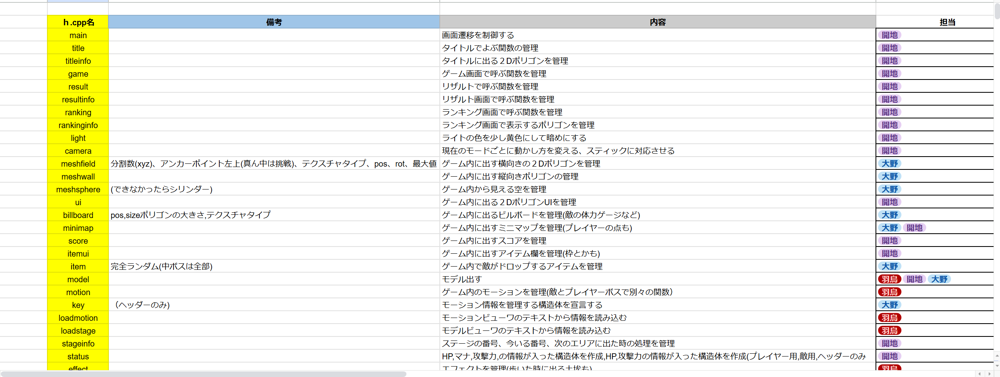 ｈ.cpp名 備考 内容 担当
main 画面遷移を制御する 開地
title タイトルでよぶ関数の管理 開地
titleinfo タイトルに出る２Dポリゴンを管理 開地
game ゲーム画面で呼ぶ関数を管理 開地
result リザルトで呼ぶ関数を管理 開地
resultinfo リザルト画面で呼ぶ関数を管理 開地
ranking ランキング画面で呼ぶ関数を管理 開地
rankinginfo ランキング画面で表示するポリゴンを管理 開地
light ライトの色を少し黄色にして暗めにする 開地
camera 現在のモードごとに動かし方を変える、スティックに対応させる 開地
meshfield 分割数(xyz)、アンカーポイント左上(真ん中は挑戦)、テクスチャタイプ、pos、rot、最大値 ゲーム内に出す横向きの２Dポリゴンを管理 大野
meshwall ゲーム内に出す縦向きポリゴンの管理 大野
meshsphere (できなかったらシリンダー) ゲーム内から見える空を管理 大野
ui ゲーム内に出る２DポリゴンUIを管理 開地
billboard pos,sizeポリゴンの大きさ,テクスチャタイプ ゲーム内に出るビルボードを管理(敵の体力ゲージなど) 大野
minimap ゲーム内に出すミニマップを管理(プレイヤーの点も) 大野 開地
score ゲーム内に出すスコアを管理 開地
itemui ゲーム内に出すアイテム欄を管理(枠とかも) 開地
item 完全ランダム(中ボスは全部) ゲーム内で敵がドロップするアイテムを管理 大野
model モデル出す 羽鳥 開地 大野
motion ゲーム内のモーションを管理(敵とプレイヤーボスで別々の関数） 羽鳥
key （ヘッダーのみ) モーション情報を管理する構造体を宣言する 大野
loadmotion モーションビューワのテキストから情報を読み込む 羽鳥
loadstage モデルビューワのテキストから情報を読み込む 羽鳥
stageinfo ステージの番号、今いる番号、次のエリアに出た時の処理を管理 開地
status HP,マナ,攻撃力,の情報が入った構造体を作成,HP,攻撃力の情報が入った構造体を作成(プレイヤー用,敵用,ヘッダーのみ 開地
effect エフェクトを管理(歩いた時に出る土埃も) 羽鳥